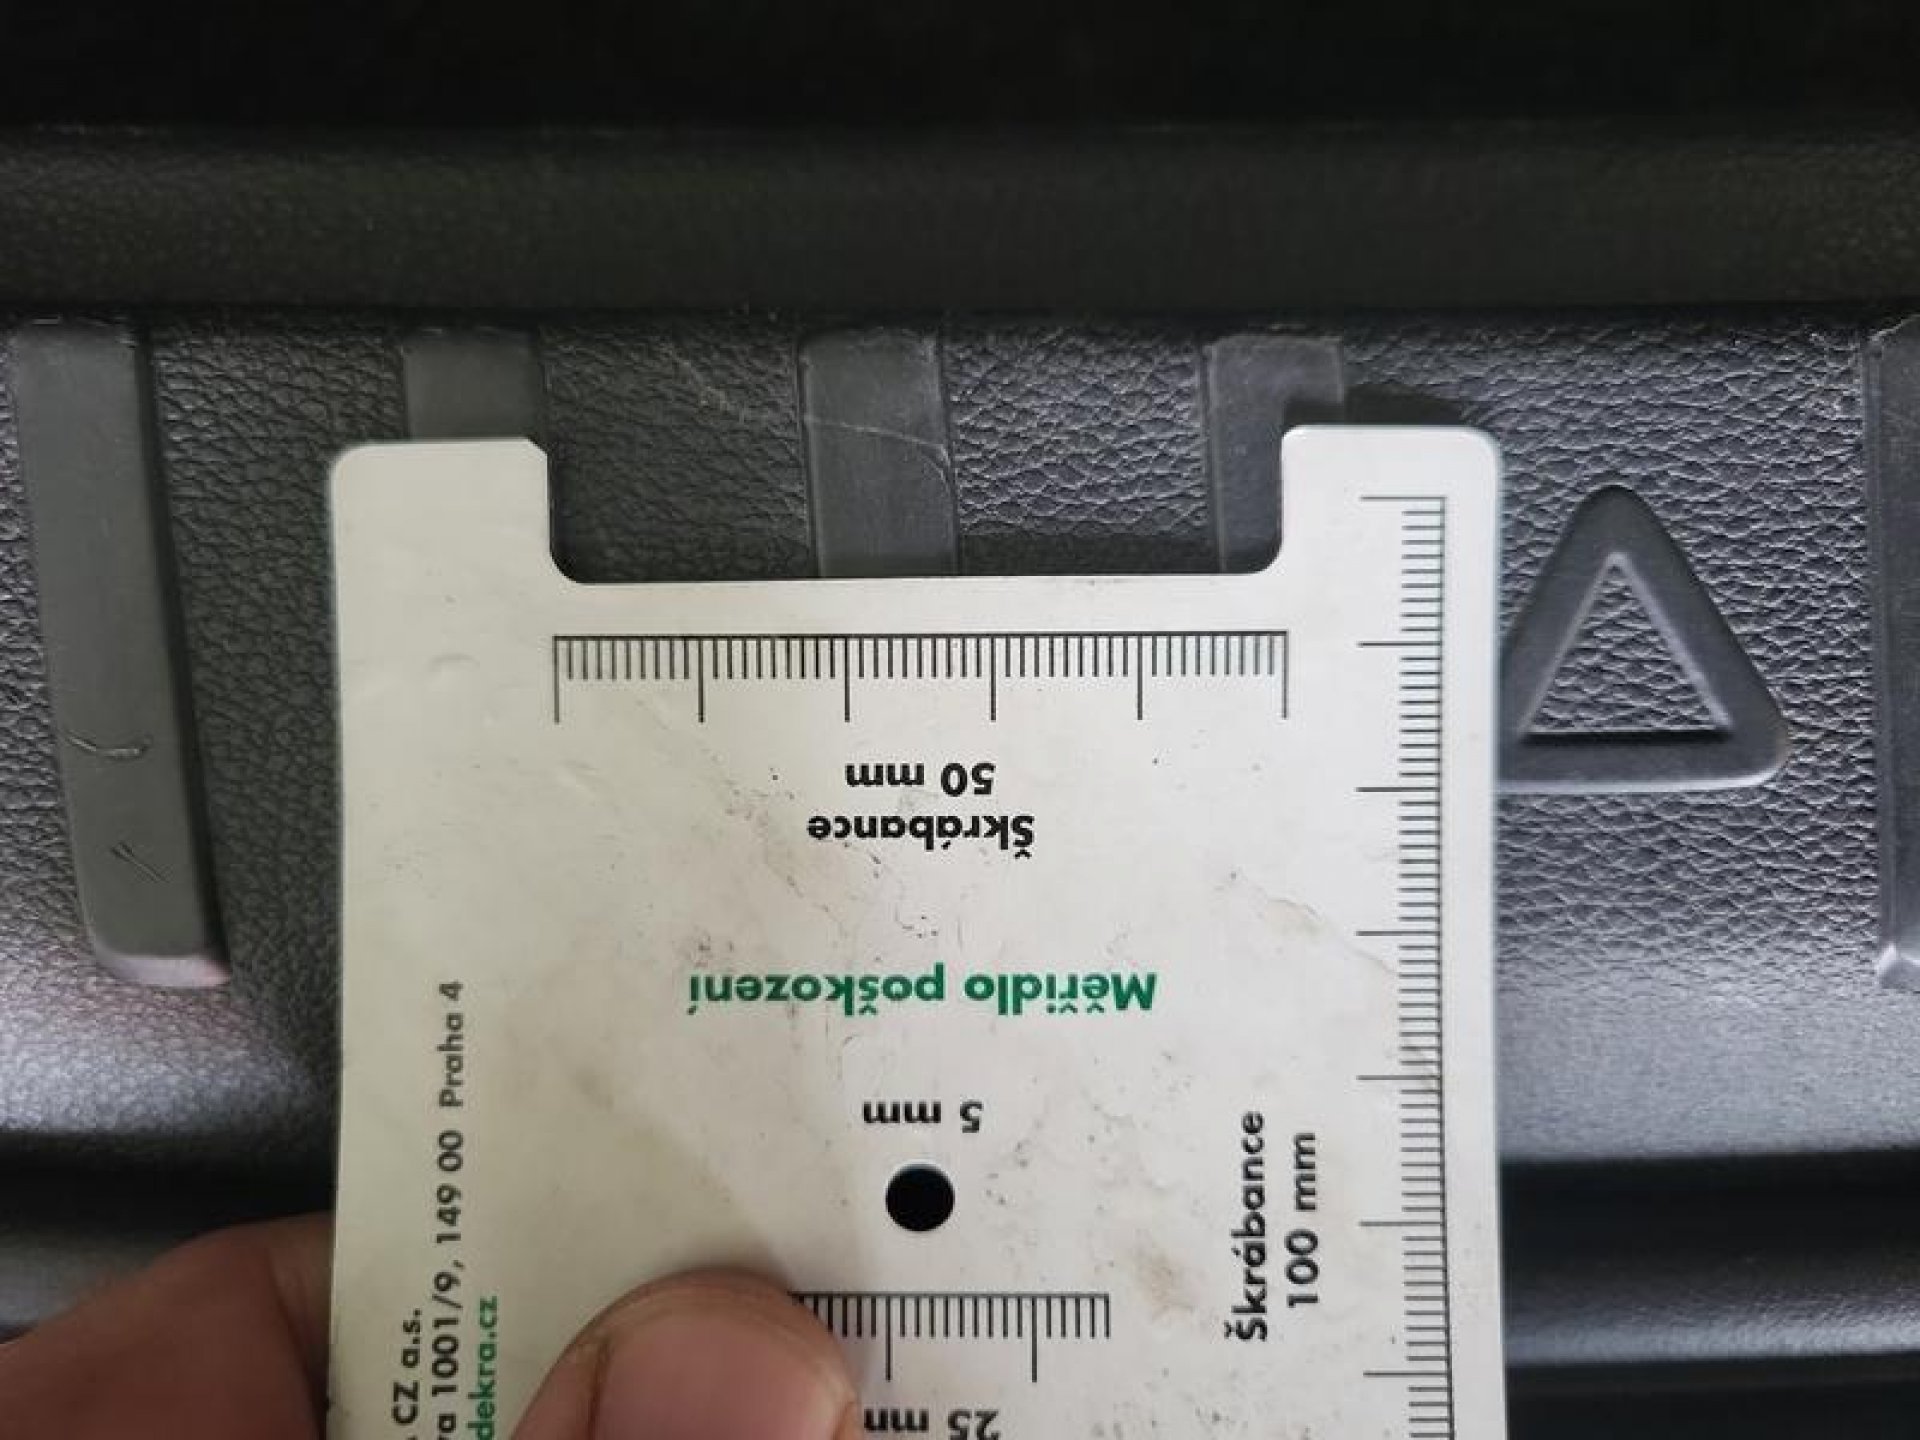 50 mm
Škrábance
Měřidlo poškození
5 mm
25
Škrábance
100 mm
CZ a.s.
1001/9, 149 00 Praha 4
dekra.cz